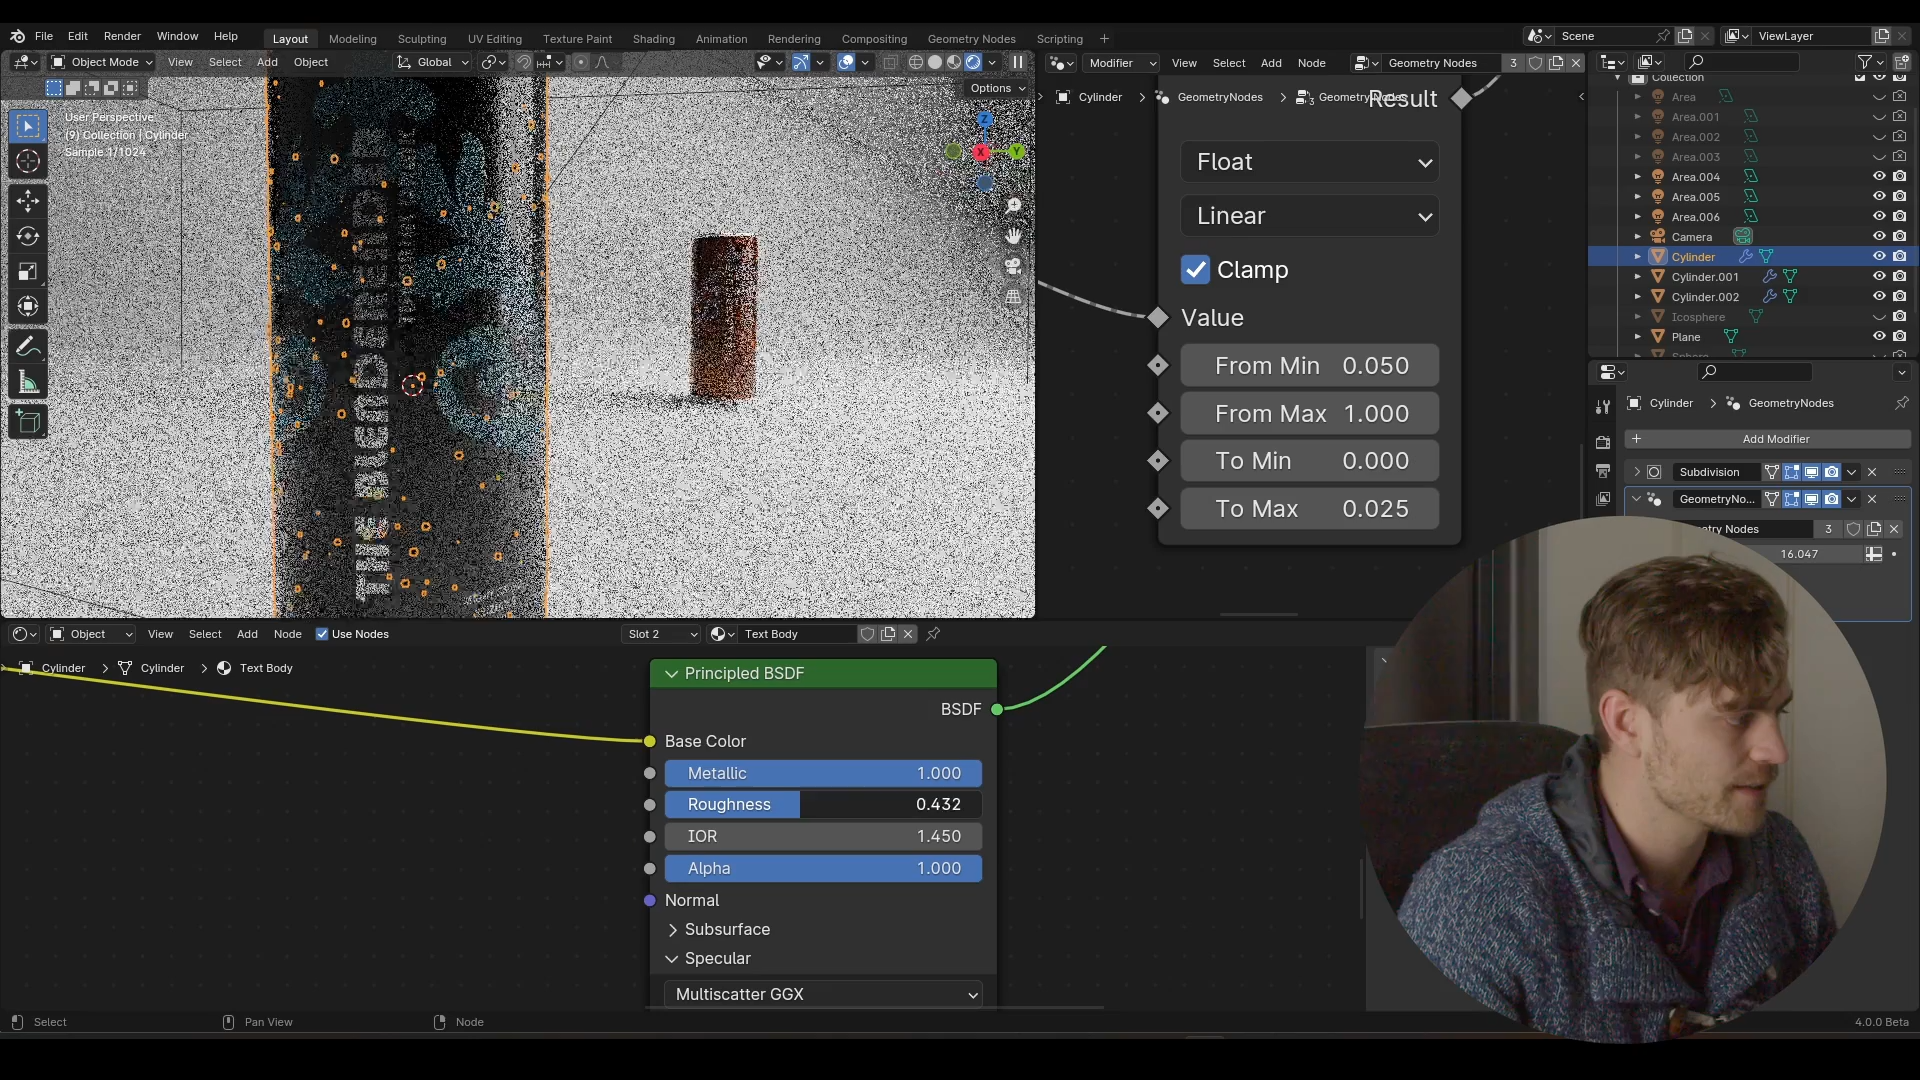 File Edit Render Window Help Layout Modeling Sculpting UV Editing Texture Paint Shading Animation Rendering Compositing Geometry Nodes Scripting + Scene ViewLayer
Object Mode View Select Add Object Global
Modifier View Select Add Node Geometry Nodes 3
Options
User Perspective
(9) Collection | Cylinder
Sample 1/1024
Z
X
Y
Cylinder GeometryNodes
Result
Float
Linear
Clamp
Value
From Min 0.050
From Max 1.000
To Min 0.000
To Max 0.025
Collection
Area
Area.001
Area.002
Area.003
Area.004
Area.005
Area.006
Camera
Cylinder
Cylinder.001
Cylinder.002
Icosphere
Plane
Cylinder GeometryNodes
+ Add Modifier
Subdivision
GeometryNo...
Nodes 3
16.047
Object View Select Add Node Use Nodes Slot 2 Text Body
Cylinder Cylinder Text Body
Principled BSDF
BSDF
Base Color
Metallic 1.000
Roughness 0.432
IOR 1.450
Alpha 1.000
Normal
Subsurface
Specular
Multiscatter GGX
Select Pan View Node 4.0.0 Beta